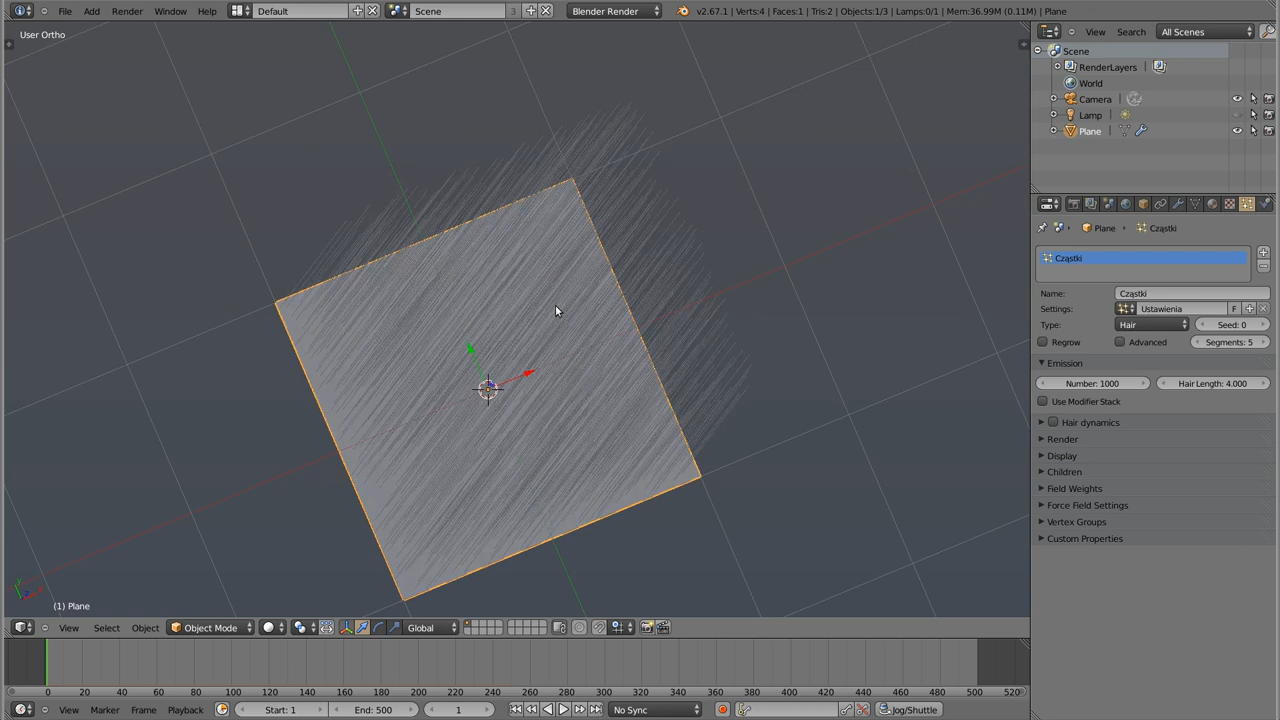 File Add Render Window Help Default Scene 3 Blender Render v2.67.1 | Verts:4 | Faces:1 | Tris:2 | Objects:1/3 | Lamps:0/1 | Mem:36.99M (0.11M) | Plane
User Ortho
View Search All Scenes
Scene
RenderLayers
World
Camera
Lamp
Plane
Plane Cząstki
Cząstki
Name: Cząstki
Settings: Ustawienia F
Type: Hair Seed: 0
Regrow Advanced Segments: 5
Emission
Number: 1000 Hair Length: 4.000
Use Modifier Stack
Hair dynamics
Render
Display
Children
Field Weights
Force Field Settings
Vertex Groups
Custom Properties
(1) Plane
View Select Object Object Mode Global
0 20 40 60 80 100 120 140 160 180 200 220 240 260 280 300 320 340 360 380 400 420 440 460 480 500 520
View Marker Frame Playback Start: 1 End: 500 1 No Sync Jog/Shuttle